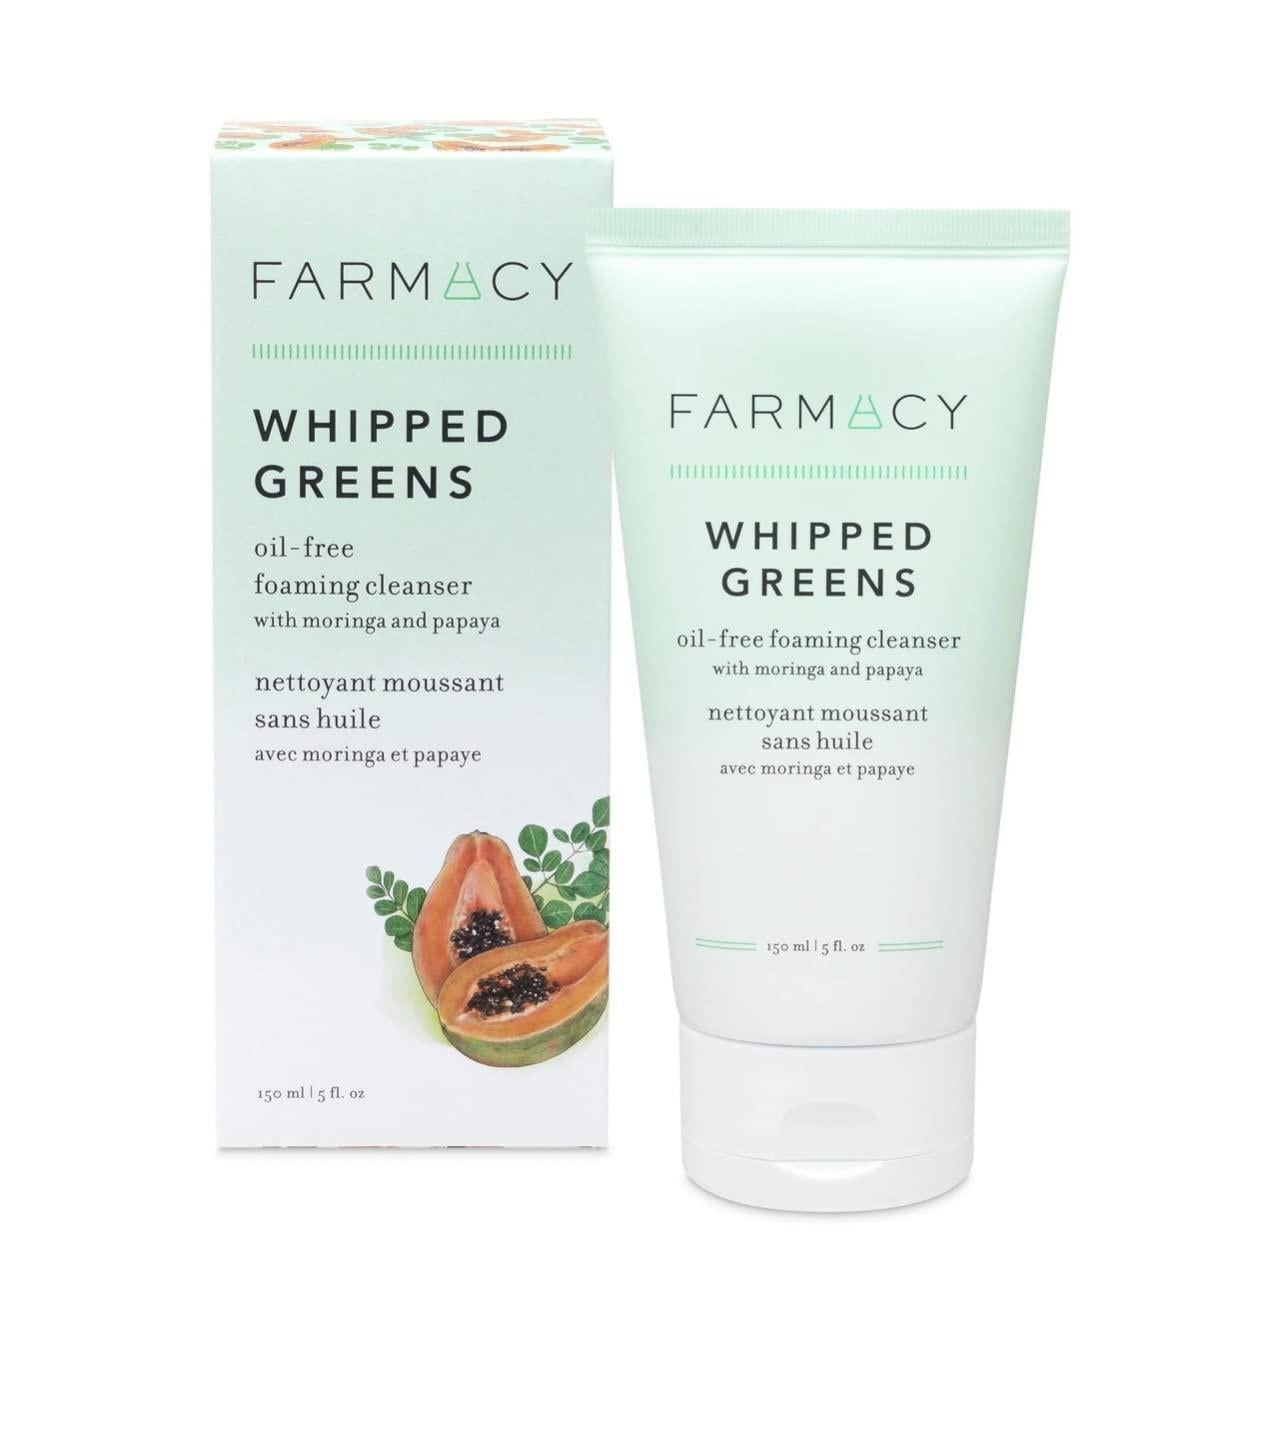 FARMACY
WHIPPED
GREENS
oil-free
foaming cleanser
with moringa and papaya
nettoyant moussant
sans huile
avec moringa et papaye
150 ml | 5 fl. oz
FARMACY
WHIPPED
GREENS
oil-free foaming cleanser
with moringa and papaya
nettoyant moussant
sans huile
avec moringa et papaye
150 ml | 5 fl. oz